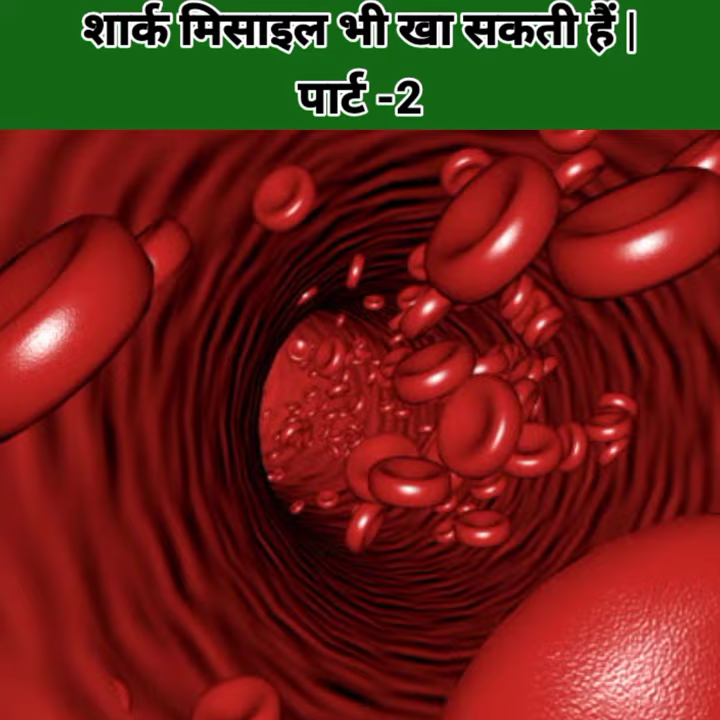 शार्क मिसाइल भी खा सकती हैं |
पार्ट -2